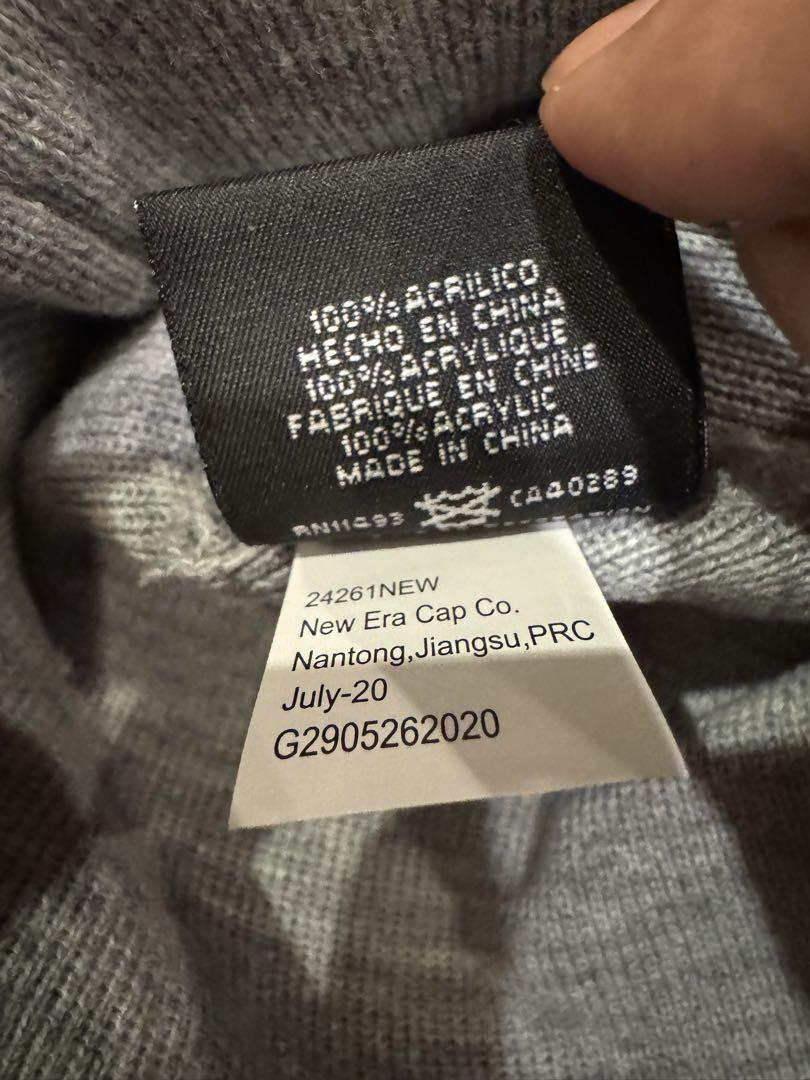 100% ACRILICO
HECHO EN CHINA
100% ACRYLIQUE
FABRIQUE EN CHINE
100% ACRYLIC
MADE IN CHINA
RN11493 CA40289
24261NEW
New Era Cap Co.
Nantong,Jiangsu,PRC
July-20
G2905262020